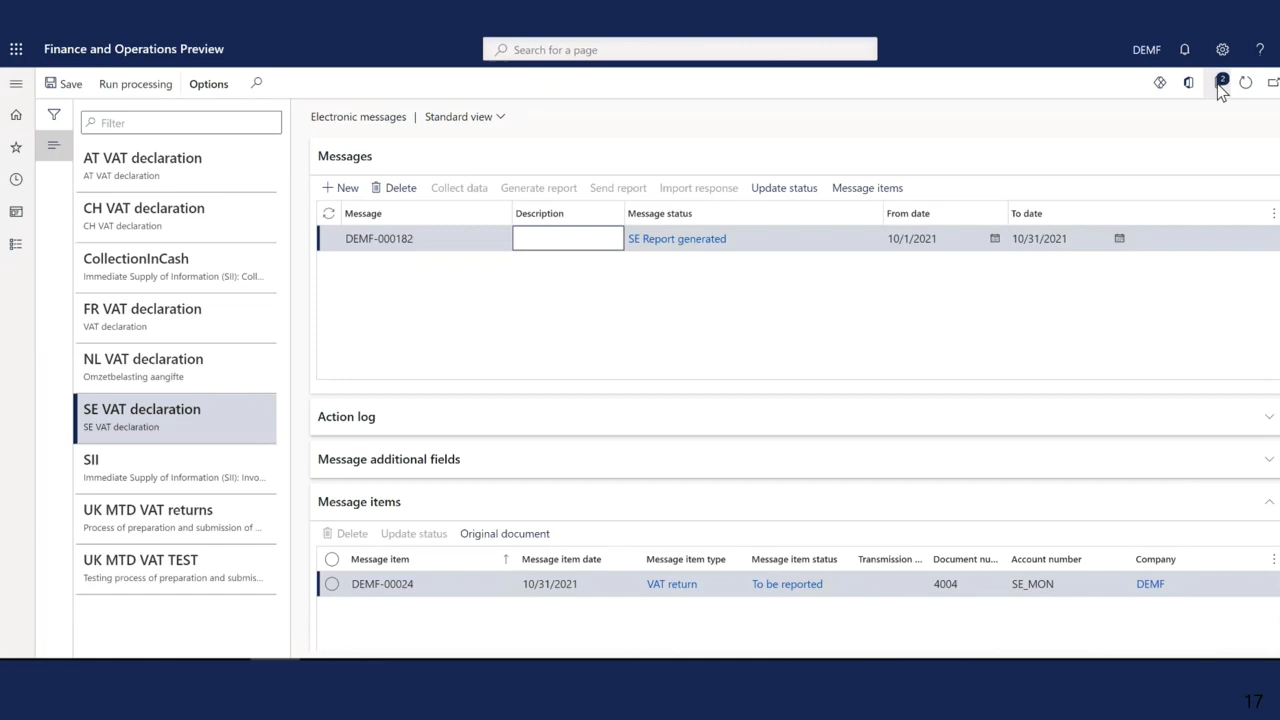 Finance and Operations Preview
Search for a page
DEMF
?
Save
Run processing
Options
2
Filter
AT VAT declaration
AT VAT declaration
CH VAT declaration
CH VAT declaration
CollectionInCash
Immediate Supply of Information (SII): Coll...
FR VAT declaration
VAT declaration
NL VAT declaration
Omzetbelasting aangifte
SE VAT declaration
SE VAT declaration
SII
Immediate Supply of Information (SII): Invo...
UK MTD VAT returns
Process of preparation and submission of ...
UK MTD VAT TEST
Testing process of preparation and submis...
Electronic messages | Standard view
Messages
New Delete Collect data Generate report Send report Import response Update status Message items
Message Description Message status From date To date
DEMF-000182 SE Report generated 10/1/2021 10/31/2021
Action log
Message additional fields
Message items
Delete Update status Original document
Message item Message item date Message item type Message item status Transmission ... Document nu... Account number Company
DEMF-00024 10/31/2021 VAT return To be reported 4004 SE_MON DEMF
17